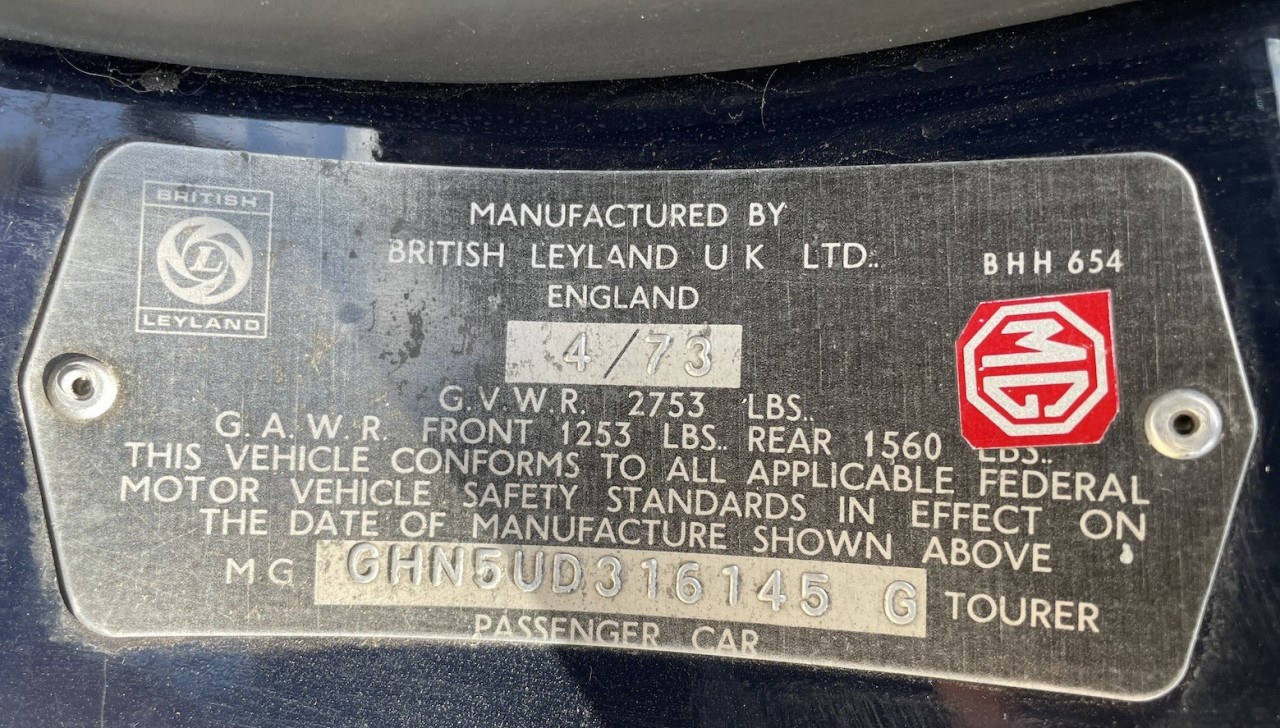 BRITISH
L
LEYLAND
MANUFACTURED BY
BRITISH LEYLAND U K LTD.
ENGLAND
BHH 654
MG
4/73
G.V.W.R. 2753 LBS.
G.A.W.R. FRONT 1253 LBS. REAR 1560 LBS.
THIS VEHICLE CONFORMS TO ALL APPLICABLE FEDERAL
MOTOR VEHICLE SAFETY STANDARDS IN EFFECT ON
THE DATE OF MANUFACTURE SHOWN ABOVE
MG GHN5UD316145 G TOURER
PASSENGER CAR